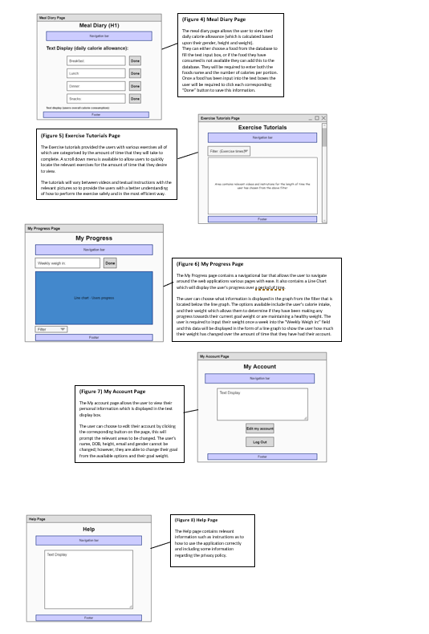 Meal Diary Page
Meal Diary (H1)
Navigation bar
Text Display (daily calorie allowance):
Breakfast
Done
Lunch
Done
Dinner
Done
Snacks
Done
Footer
(Figure 4) Meal Diary Page
The meal diary page allows the user to view their
daily calorie allowance (which is calculated based
upon their gender, height and weight).
They can either choose a food from the database to
fill the text input box, or if the food they have
consumed is not available they can add this to the
database. They will be required to enter both the
foods name and the number of calories per portion.
Once a food has been input into the text boxes the
user will be required to click each corresponding
"Done" button to save this information.
(Figure 5) Exercise Tutorials Page
The Exercise tutorials provided the users with various exercises all of
which are categorised by the amount of time that they will take to
complete. A scroll down menu is available to allow users to quickly
locate the relevant exercises for the amount of time that they desire
to view.
The tutorials will vary between videos and textual instructions with the
relevant pictures so to provide the users with a better understanding
of how to perform the exercise safely and in the most efficient way.
Exercise Tutorials Page
Exercise Tutorials
Navigation bar
Filter: (Exercise time)
Footer
My Progress Page
My Progress
Navigation bar
Weekly weigh in
Done
Line chart - Users progress
Filter
Footer
(Figure 6) My Progress Page
The My Progress page contains a navigational bar that allows the user to navigate
around the web applications various pages with ease. It also contains a Line Chart
which will display the user's progress over a period of time.
The user can choose what information is displayed in the graph from the filter that is
located below the line graph. The options available include the user's calorie intake,
and their weight which allows them to determine if they have been making any
progress towards their current goal weight or are maintaining a healthy weight. The
user is required to input their weight once a week into the "Weekly Weigh In" field
and this data will be displayed in the form of a line graph to show the user how much
their weight has changed over the amount of time that they have had their account.
(Figure 7) My Account Page
The My account page allows the user to view their
personal information which is displayed in the text
display box.
The user can choose to edit their account by clicking
the corresponding button on the page, this will
prompt the relevant areas to be changed. The user's
name, DOB, height, email and gender cannot be
changed; however, they are able to change their goal
from the available options and their goal weight.
My Account Page
My Account
Navigation bar
Text Display
Edit my account
Log Out
Footer
Help Page
Help
Navigation bar
Text Display
Footer
(Figure 8) Help Page
The Help page contains relevant
information such as instructions as to
how to use the application correctly
and including some information
regarding the privacy policy.